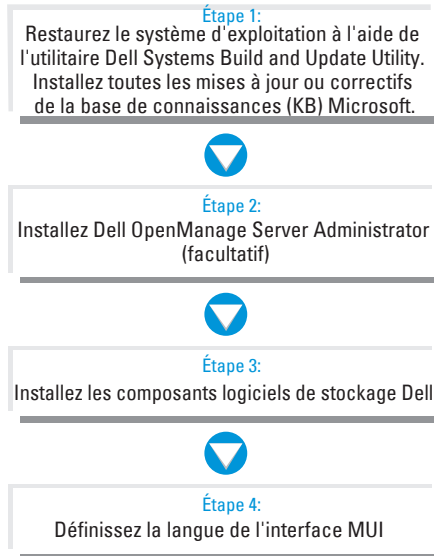 Étape 1:
Restaurez le système d'exploitation à l'aide de
l'utilitaire Dell Systems Build and Update Utility.
Installez toutes les mises à jour ou correctifs
de la base de connaissances (KB) Microsoft.
Étape 2:
Installez Dell OpenManage Server Administrator
(facultatif)
Étape 3:
Installez les composants logiciels de stockage Dell
Étape 4:
Définissez la langue de l'interface MUI